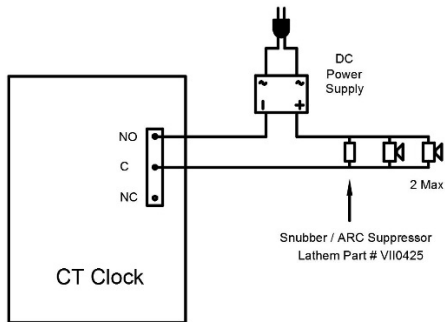 DC
Power
Supply
~ ~
- +
NO
C
NC
2 Max
Snubber / ARC Suppressor
Lathem Part # VII0425
CT Clock